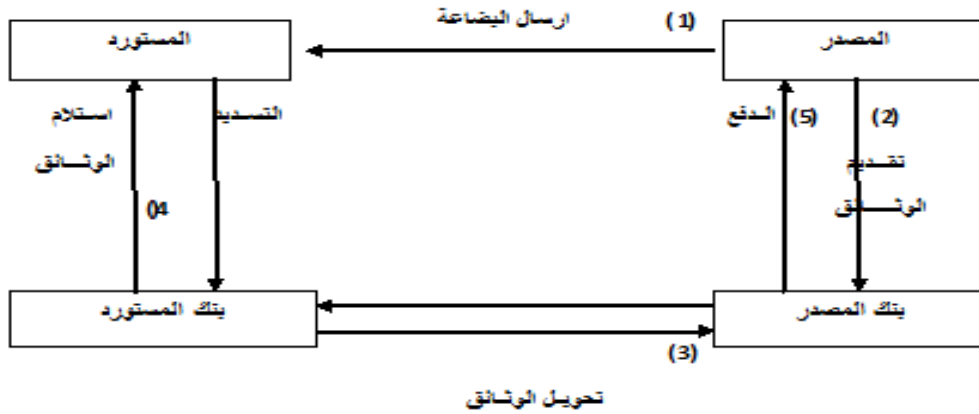 ارسال البضاعة (1)
المصدر
المستورد
(2)
(5) الدفع
التسديد
استلام
تقديم
الوثائق
الوثائق
4()
بنك المصدر
بنك المستورد
(3)
تحويل الوثائق